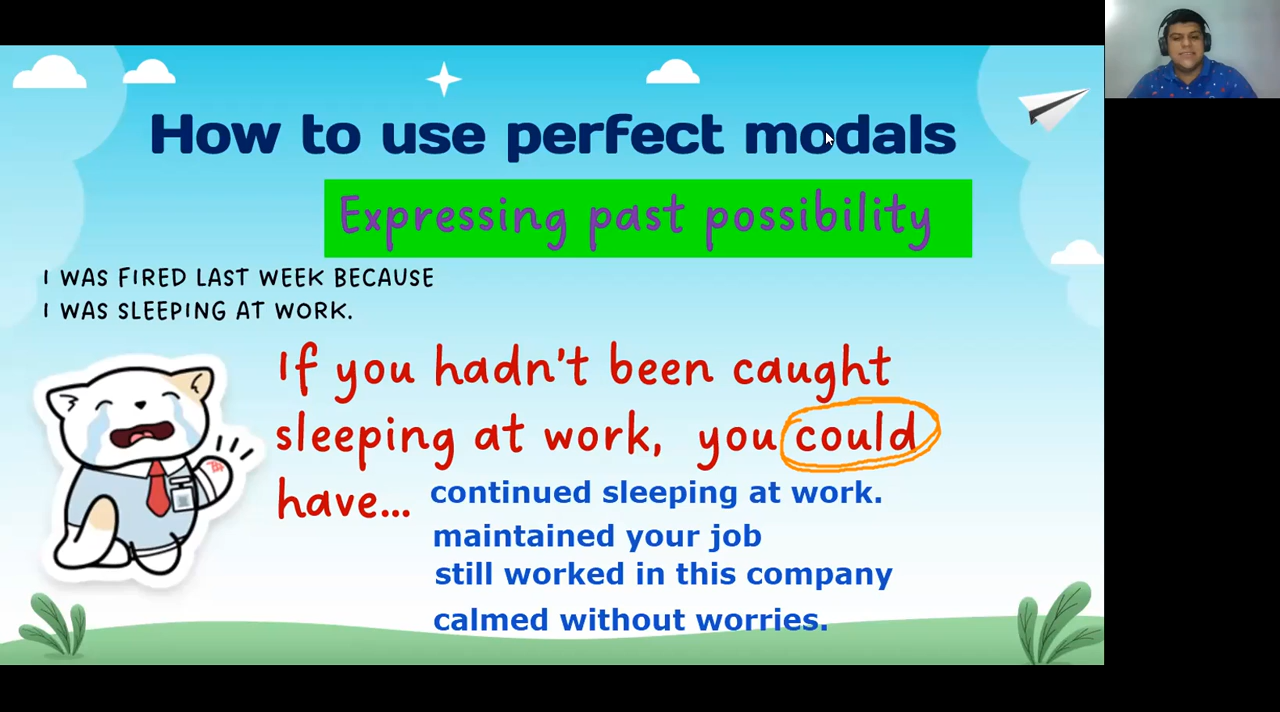 How to use perfect modals
Expressing past possibility
I WAS FIRED LAST WEEK BECAUSE
I WAS SLEEPING AT WORK.
If you hadn't been caught
sleeping at work, you could
have...
continued sleeping at work.
maintained your job
still worked in this company
calmed without worries.